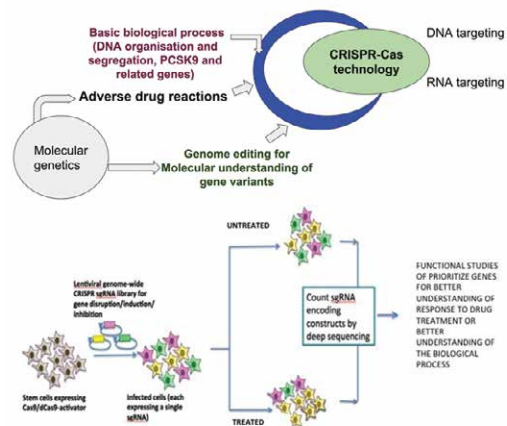 Basic biological process
(DNA organisation and
segregation, PCSK9 and
related genes)
DNA targeting
CRISPR-Cas
technology
RNA targeting
Adverse drug reactions
Molecular
genetics
Genome editing for
Molecular understanding of
gene variants
UNTREATED
Lentiviral genome-wide
CRISPR sgRNA library for
gene disruption/induction/
inhibition
Count sgRNA
encoding
constructs by
deep sequencing
FUNCTIONAL STUDIES
OF PRIORITIZE GENES
FOR BETTER
UNDERSTANDING OF
RESPONSE TO DRUG
TREATMENT OR
BETTER
UNDERSTANDING OF
THE BIOLOGICAL
PROCESS
Stem cells expressing
Cas9/dCas9-activator
Infected cells (each
expressing a single
sgRNA)
TREATED